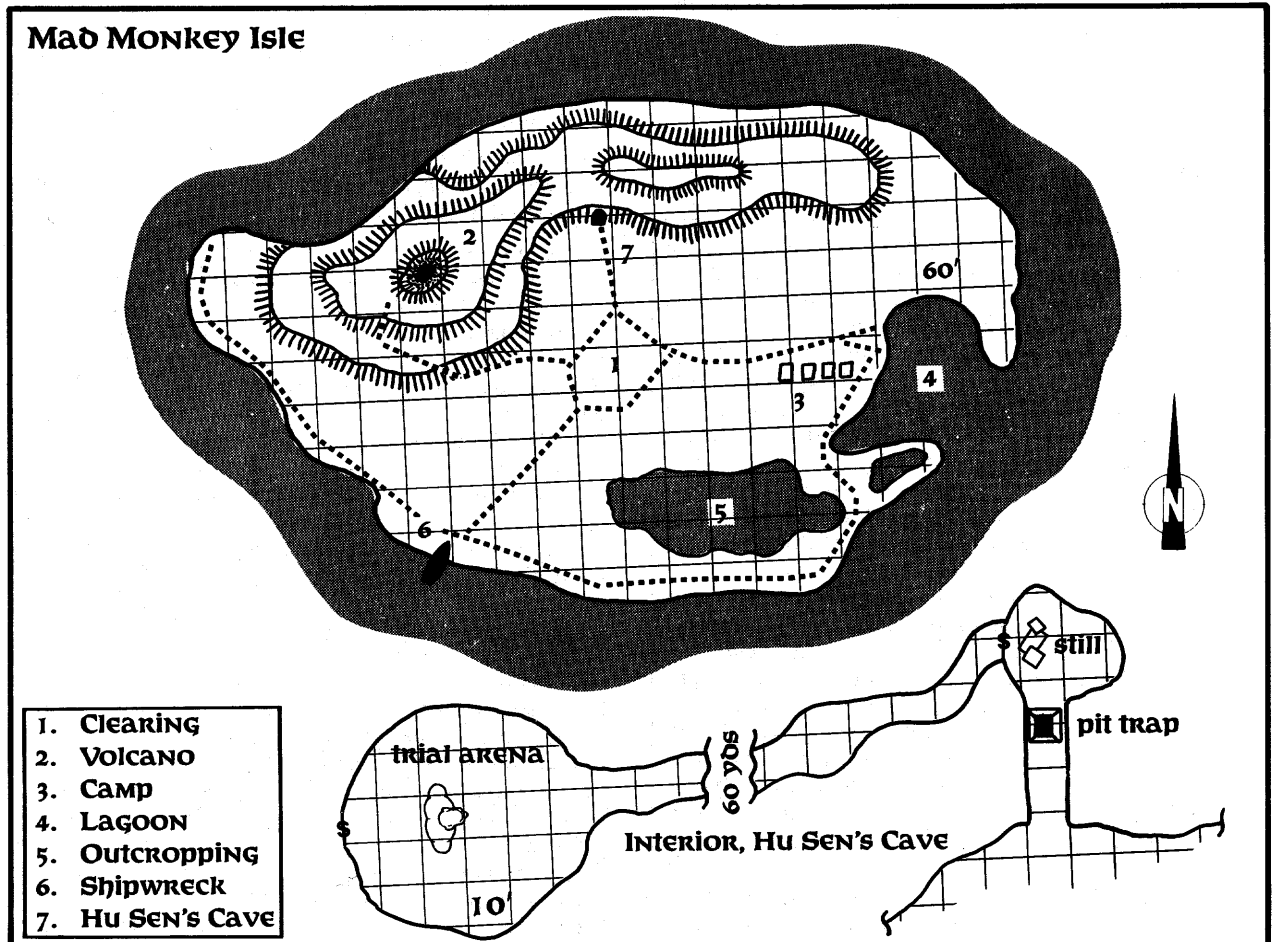 Mad Monkey Isle
2
7
60'
1
4
3
5
6
N
S
still
pit trap
trial arena
60 yds
S
Interior, Hu Sen's Cave
10'
1. Clearing
2. Volcano
3. Camp
4. Lagoon
5. Outcropping
6. Shipwreck
7. Hu Sen's Cave